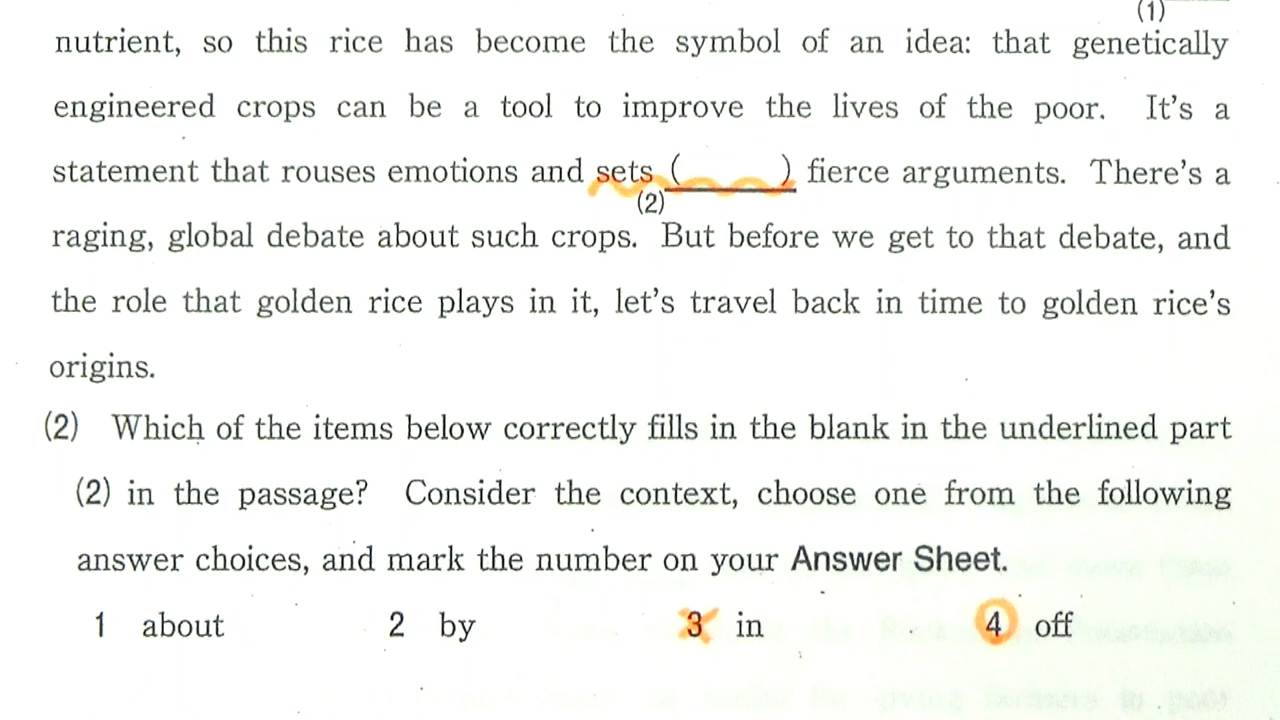 (1)
nutrient, so this rice has become the symbol of an idea: that genetically
engineered crops can be a tool to improve the lives of the poor. It's a
statement that rouses emotions and sets ( ) fierce arguments. There's a
(2)
raging, global debate about such crops. But before we get to that debate, and
the role that golden rice plays in it, let's travel back in time to golden rice's
origins.
(2) Which of the items below correctly fills in the blank in the underlined part
(2) in the passage? Consider the context, choose one from the following
answer choices, and mark the number on your Answer Sheet.
1 about 2 by 3 in 4 off